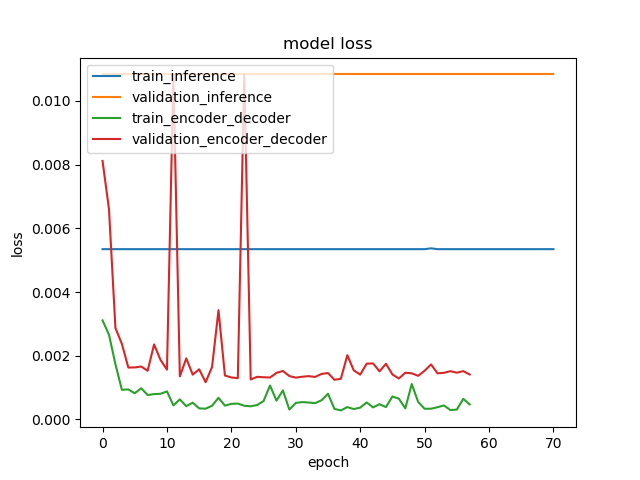 model loss
train_inference
validation_inference
train_encoder_decoder
validation_encoder_decoder
loss
0.010
0.008
0.006
0.004
0.002
0.000
0 10 20 30 40 50 60 70
epoch